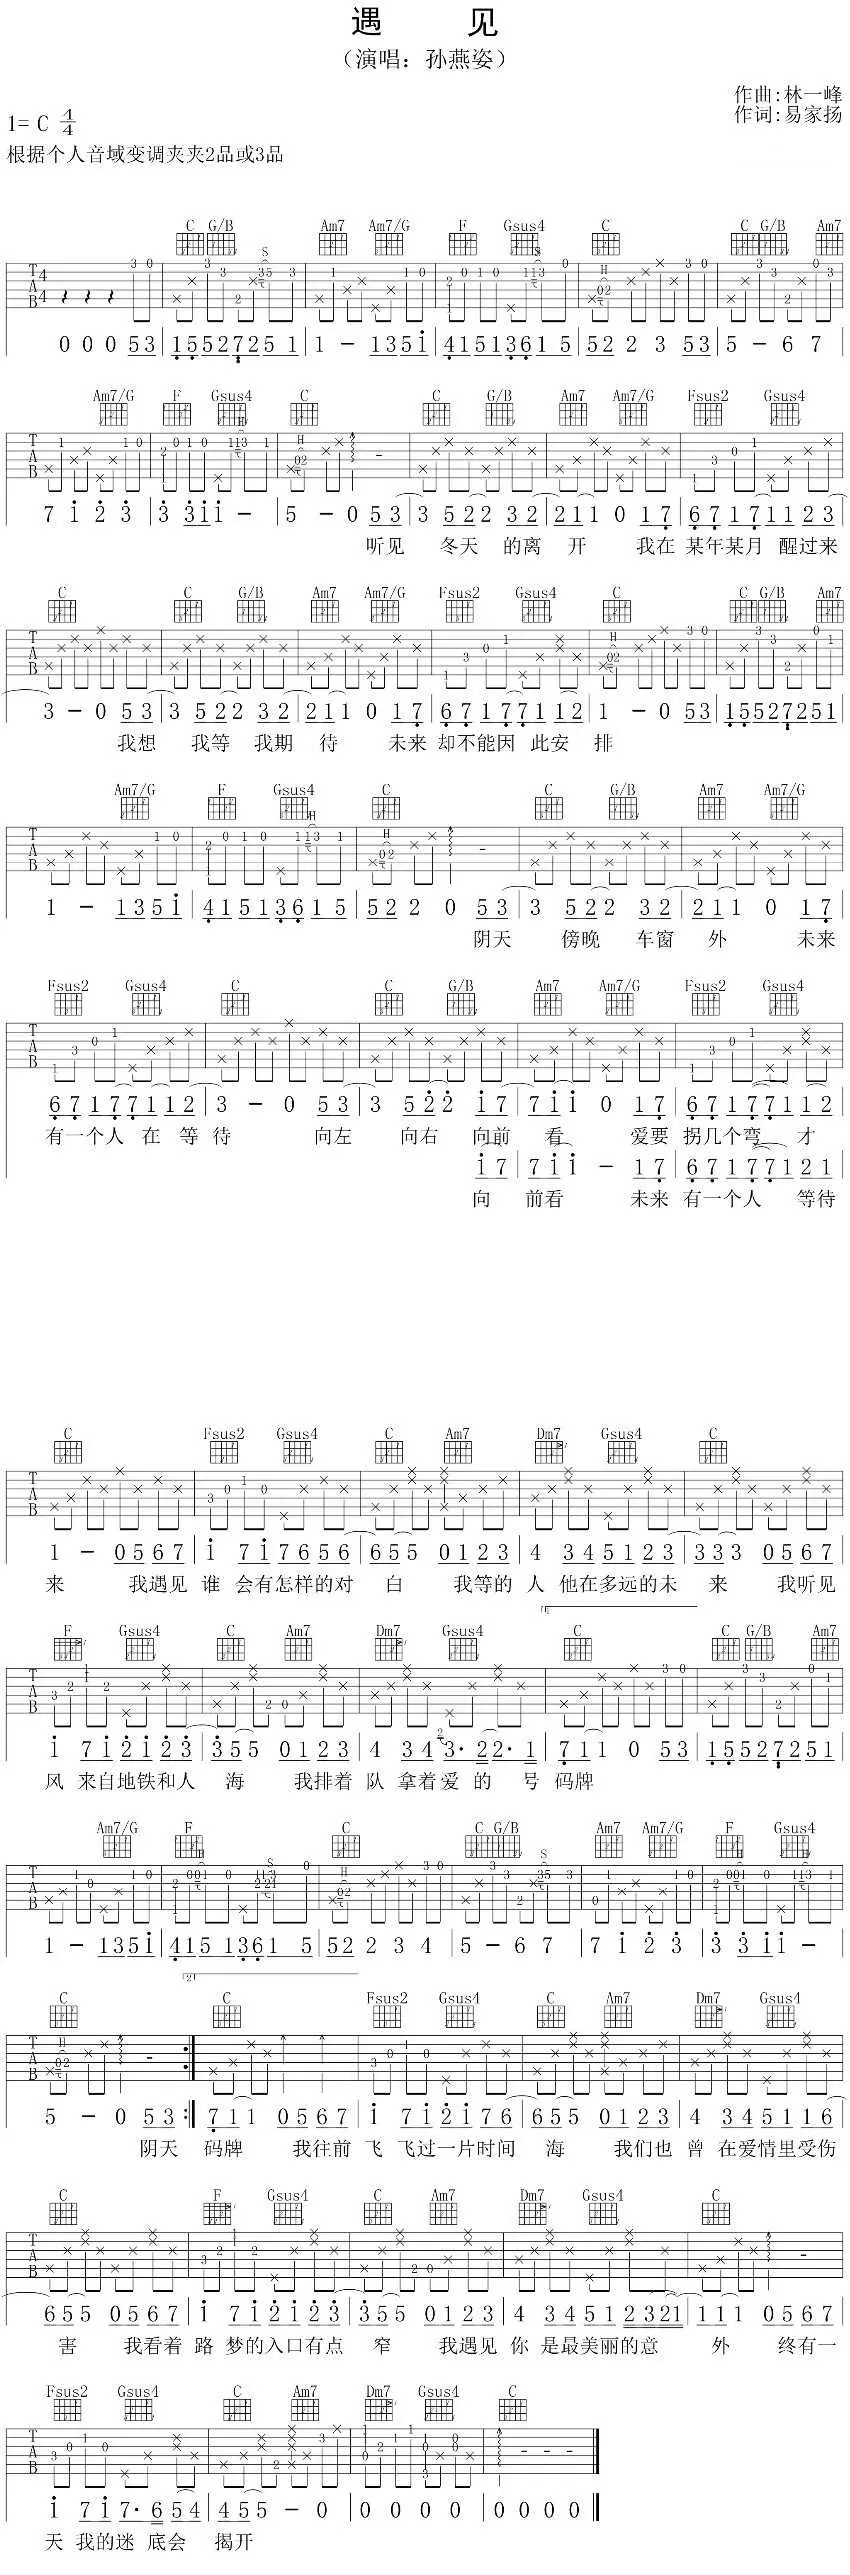 遇 见
（演唱：孙燕姿）
作曲:林一峰
1= C 4/4
作词:易家扬
根据个人音域变调夹夹2品或3品
C G/B Am7 Am7/G F Gsus4 C C G/B Am7
0 0 0 5 3 1 5 5 2 7 2 5 1 1 - 1 3 5 1 4 1 5 1 3 6 1 5 5 2 2 3 5 3 5 - 6 7
Am7/G F Gsus4 C C G/B Am7 Am7/G Fsus2 Gsus4
7 1 2 3 3 3 1 1 - 5 - 0 5 3 3 5 2 2 3 2 2 1 1 0 1 7 6 7 1 7 1 1 2 3
听见 冬天 的离 开 我在 某年某月 醒过来
C C G/B Am7 Am7/G Fsus2 Gsus4 C C G/B Am7
3 - 0 5 3 3 5 2 2 3 2 2 1 1 0 1 7 6 7 1 7 7 1 1 2 1 - 0 5 3 1 5 5 2 7 2 5 1
我想 我等 我期 待 未来 却不能因 此安 排
Am7/G F Gsus4 C C G/B Am7 Am7/G
1 - 1 3 5 1 4 1 5 1 3 6 1 5 5 2 2 0 5 3 3 5 2 2 3 2 2 1 1 0 1 7
阴天 傍晚 车窗 外 未来
Fsus2 Gsus4 C C G/B Am7 Am7/G Fsus2 Gsus4
6 7 1 7 7 1 1 2 3 - 0 5 3 3 5 2 2 1 7 7 1 1 0 1 7 6 7 1 7 7 1 1 2
有一个人 在 等 待 向左 向右 向前 看 爱要 拐几个弯 才
1 7 7 1 1 - 1 7 6 7 1 7 7 1 2 1
向 前看 未来 有一个人 等待
C Fsus2 Gsus4 C Am7 Dm7 Gsus4 C
1 - 0 5 6 7 1 7 1 7 6 5 6 6 5 5 0 1 2 3 4 3 4 5 1 2 3 3 3 3 0 5 6 7
来 我遇见 谁 会有怎样的对 白 我等的 人 他在多远的未 来 我听见
1.
F Gsus4 C Am7 Dm7 Gsus4 C C G/B Am7
1 7 1 2 1 2 3 3 5 5 0 1 2 3 4 3 4 3· 2 2· 1 7 1 1 0 5 3 1 5 5 2 7 2 5 1
风 来自地铁和人 海 我排着 队 拿着爱 的 号 码牌
Am7/G F Gsus4 C C G/B Am7 Am7/G F Gsus4
1 - 1 3 5 1 4 1 5 1 3 6 1 5 5 2 2 3 4 5 - 6 7 7 1 2 3 3 3 1 1 -
2.
C C Fsus2 Gsus4 C Am7 Dm7 Gsus4
5 - 0 5 3 7 1 1 0 5 6 7 1 7 1 2 1 7 6 6 5 5 0 1 2 3 4 3 4 5 1 1 6
阴天 码牌 我往前 飞 飞过一片时间 海 我们也 曾 在爱情里受伤
C F Gsus4 C Am7 Dm7 Gsus4 C
6 5 5 0 5 6 7 1 7 1 2 1 2 3 3 5 5 0 1 2 3 4 3 4 5 1 2 3 2 1 1 1 1 0 5 6 7
害 我看着 路 梦的入口有点 窄 我遇见 你 是最美丽的意 外 终有一
Fsus2 Gsus4 C Am7 Dm7 Gsus4 C
1 7 1 7· 6 5 4 4 5 5 - 0 0 0 0 0 0 0 0 0
天 我的迷 底会 揭开